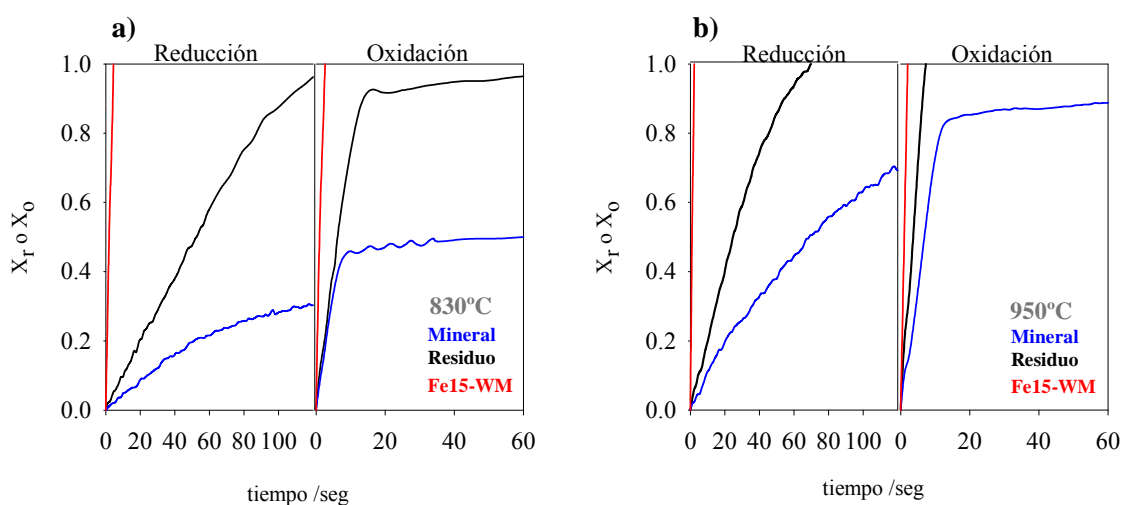 a)
Reducción Oxidación
1.0
0.8
0.6
0.4
0.2
0.0
X_r o X_o
830ºC
Mineral
Residuo
Fe15-WM
0 20 40 60 80 100 0 20 40 60
tiempo /seg
b)
Reducción Oxidación
1.0
0.8
0.6
0.4
0.2
0.0
X_r o X_o
950ºC
Mineral
Residuo
Fe15-WM
0 20 40 60 80 100 0 20 40 60
tiempo /seg